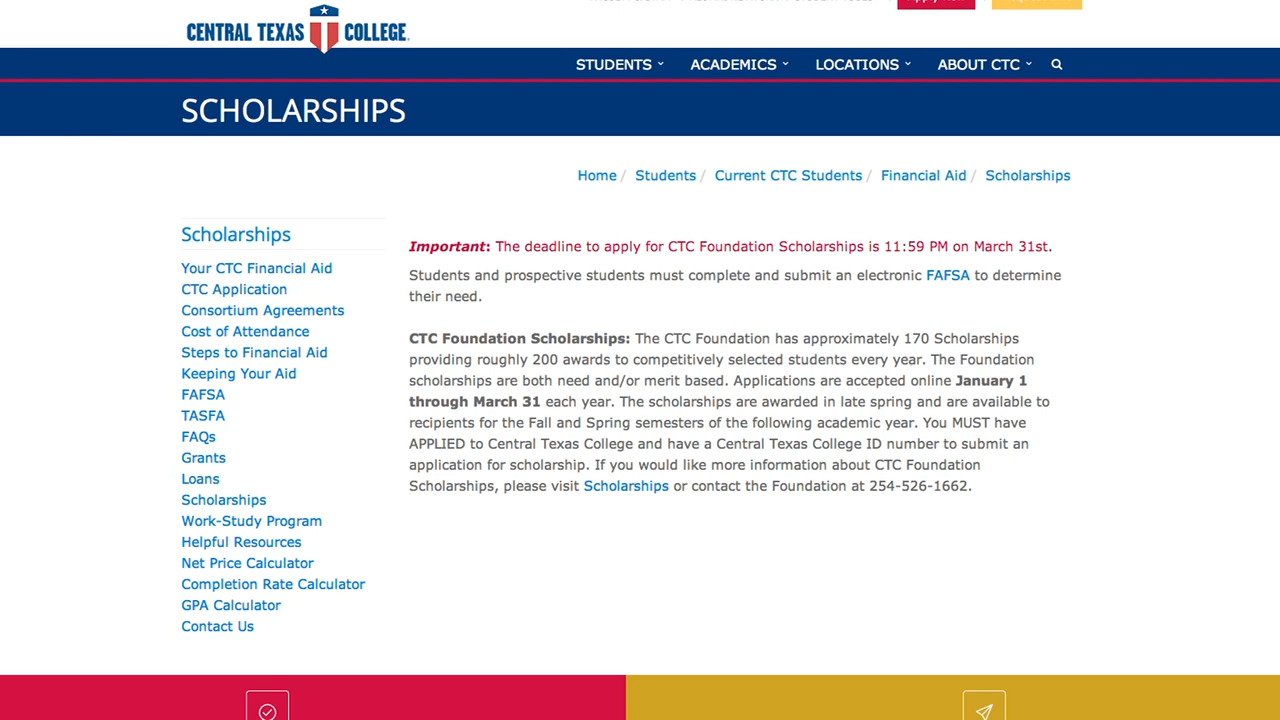 CENTRAL TEXAS COLLEGE
STUDENTS ACADEMICS LOCATIONS ABOUT CTC
SCHOLARSHIPS
Home / Students / Current CTC Students / Financial Aid / Scholarships
Scholarships
Your CTC Financial Aid
CTC Application
Consortium Agreements
Cost of Attendance
Steps to Financial Aid
Keeping Your Aid
FAFSA
TASFA
FAQs
Grants
Loans
Scholarships
Work-Study Program
Helpful Resources
Net Price Calculator
Completion Rate Calculator
GPA Calculator
Contact Us
Important: The deadline to apply for CTC Foundation Scholarships is 11:59 PM on March 31st.
Students and prospective students must complete and submit an electronic FAFSA to determine
their need.
CTC Foundation Scholarships: The CTC Foundation has approximately 170 Scholarships
providing roughly 200 awards to competitively selected students every year. The Foundation
scholarships are both need and/or merit based. Applications are accepted online January 1
through March 31 each year. The scholarships are awarded in late spring and are available to
recipients for the Fall and Spring semesters of the following academic year. You MUST have
APPLIED to Central Texas College and have a Central Texas College ID number to submit an
application for scholarship. If you would like more information about CTC Foundation
Scholarships, please visit Scholarships or contact the Foundation at 254-526-1662.